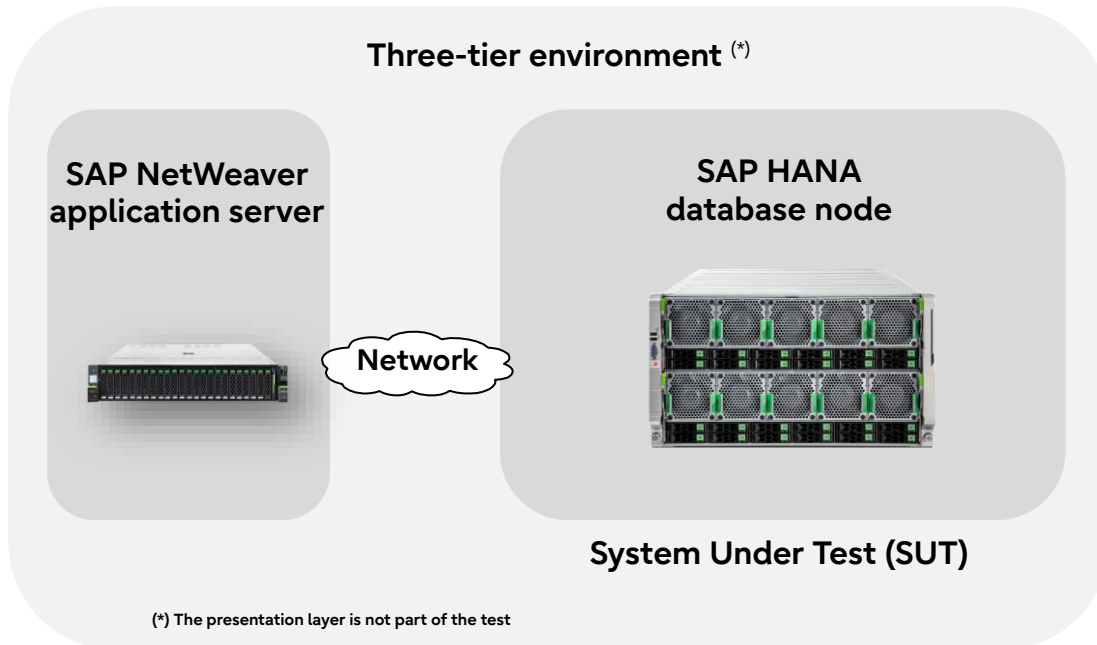 Three-tier environment (*)
SAP NetWeaver
application server
SAP HANA
database node
Network
System Under Test (SUT)
(*) The presentation layer is not part of the test